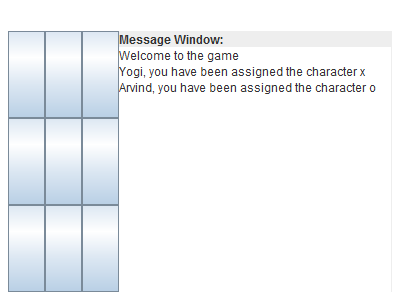 Message Window:
Welcome to the game
Yogi, you have been assigned the character x
Arvind, you have been assigned the character o